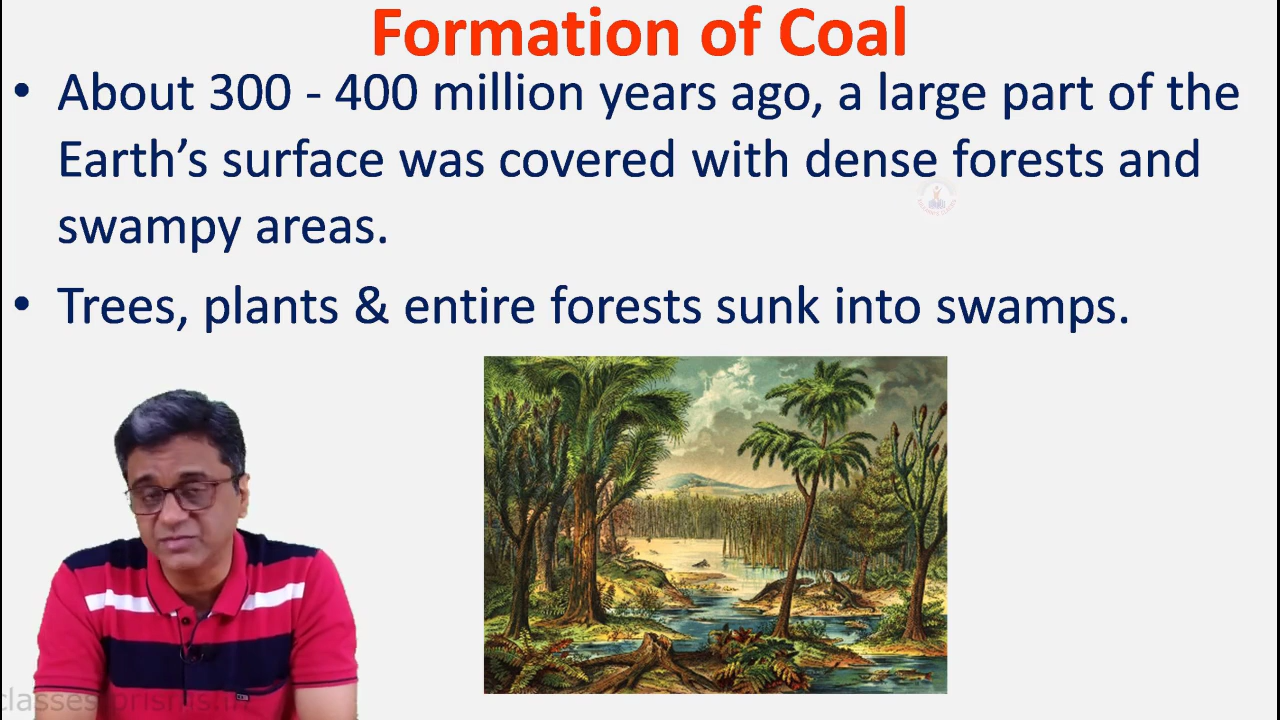 Formation of Coal
• About 300 - 400 million years ago, a large part of the
Earth's surface was covered with dense forests and
swampy areas.
• Trees, plants & entire forests sunk into swamps.